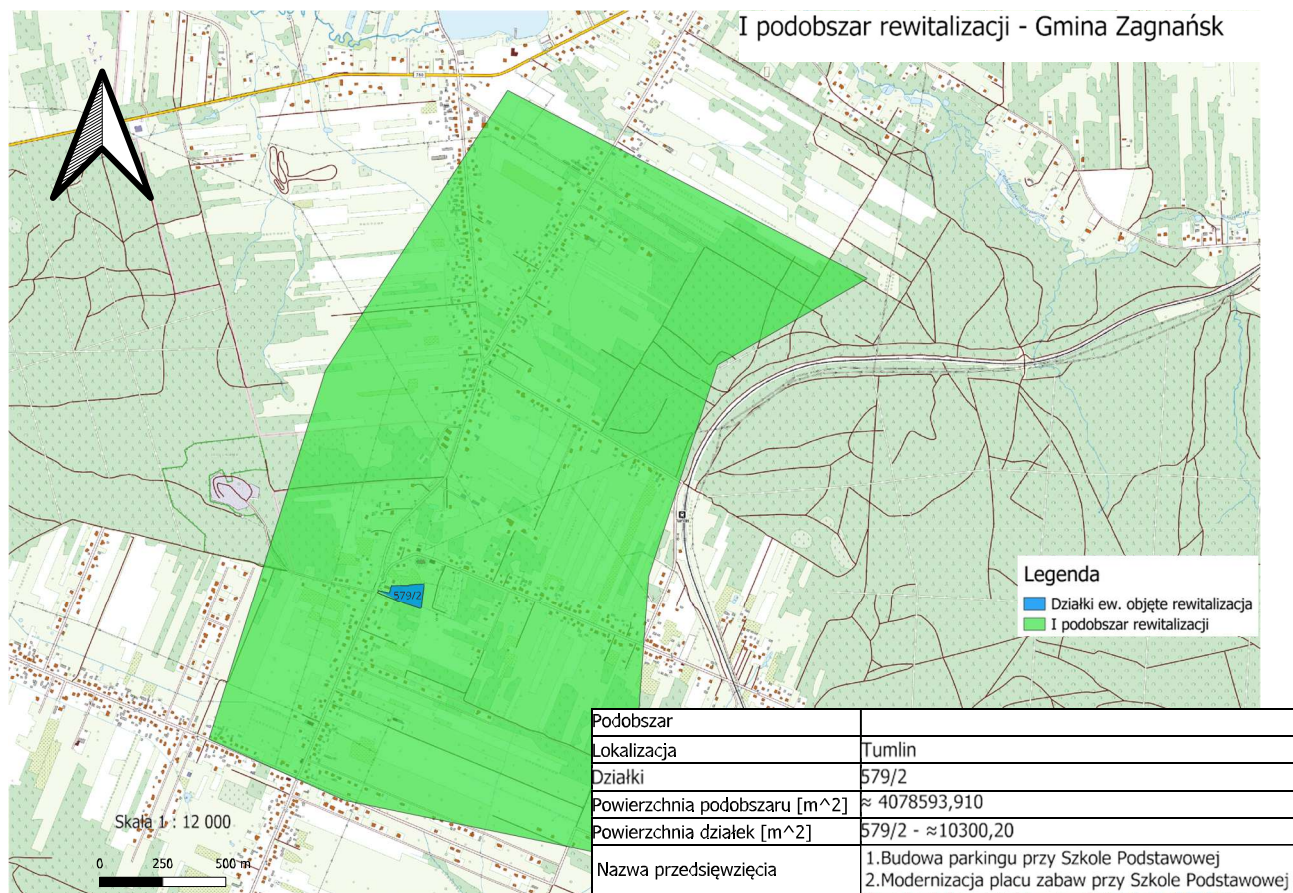 I podobszar rewitalizacji - Gmina Zagnańsk
579/2
Legenda
Działki ew. objęte rewitalizacja
I podobszar rewitalizacji
Skala 1 : 12 000
0 250 500 m
Podobszar
Lokalizacja Tumlin
Działki 579/2
Powierzchnia podobszaru [m^2] ≈ 4078593,910
Powierzchnia działek [m^2] 579/2 - ≈10300,20
Nazwa przedsięwzięcia
1.Budowa parkingu przy Szkole Podstawowej
2.Modernizacja placu zabaw przy Szkole Podstawowej